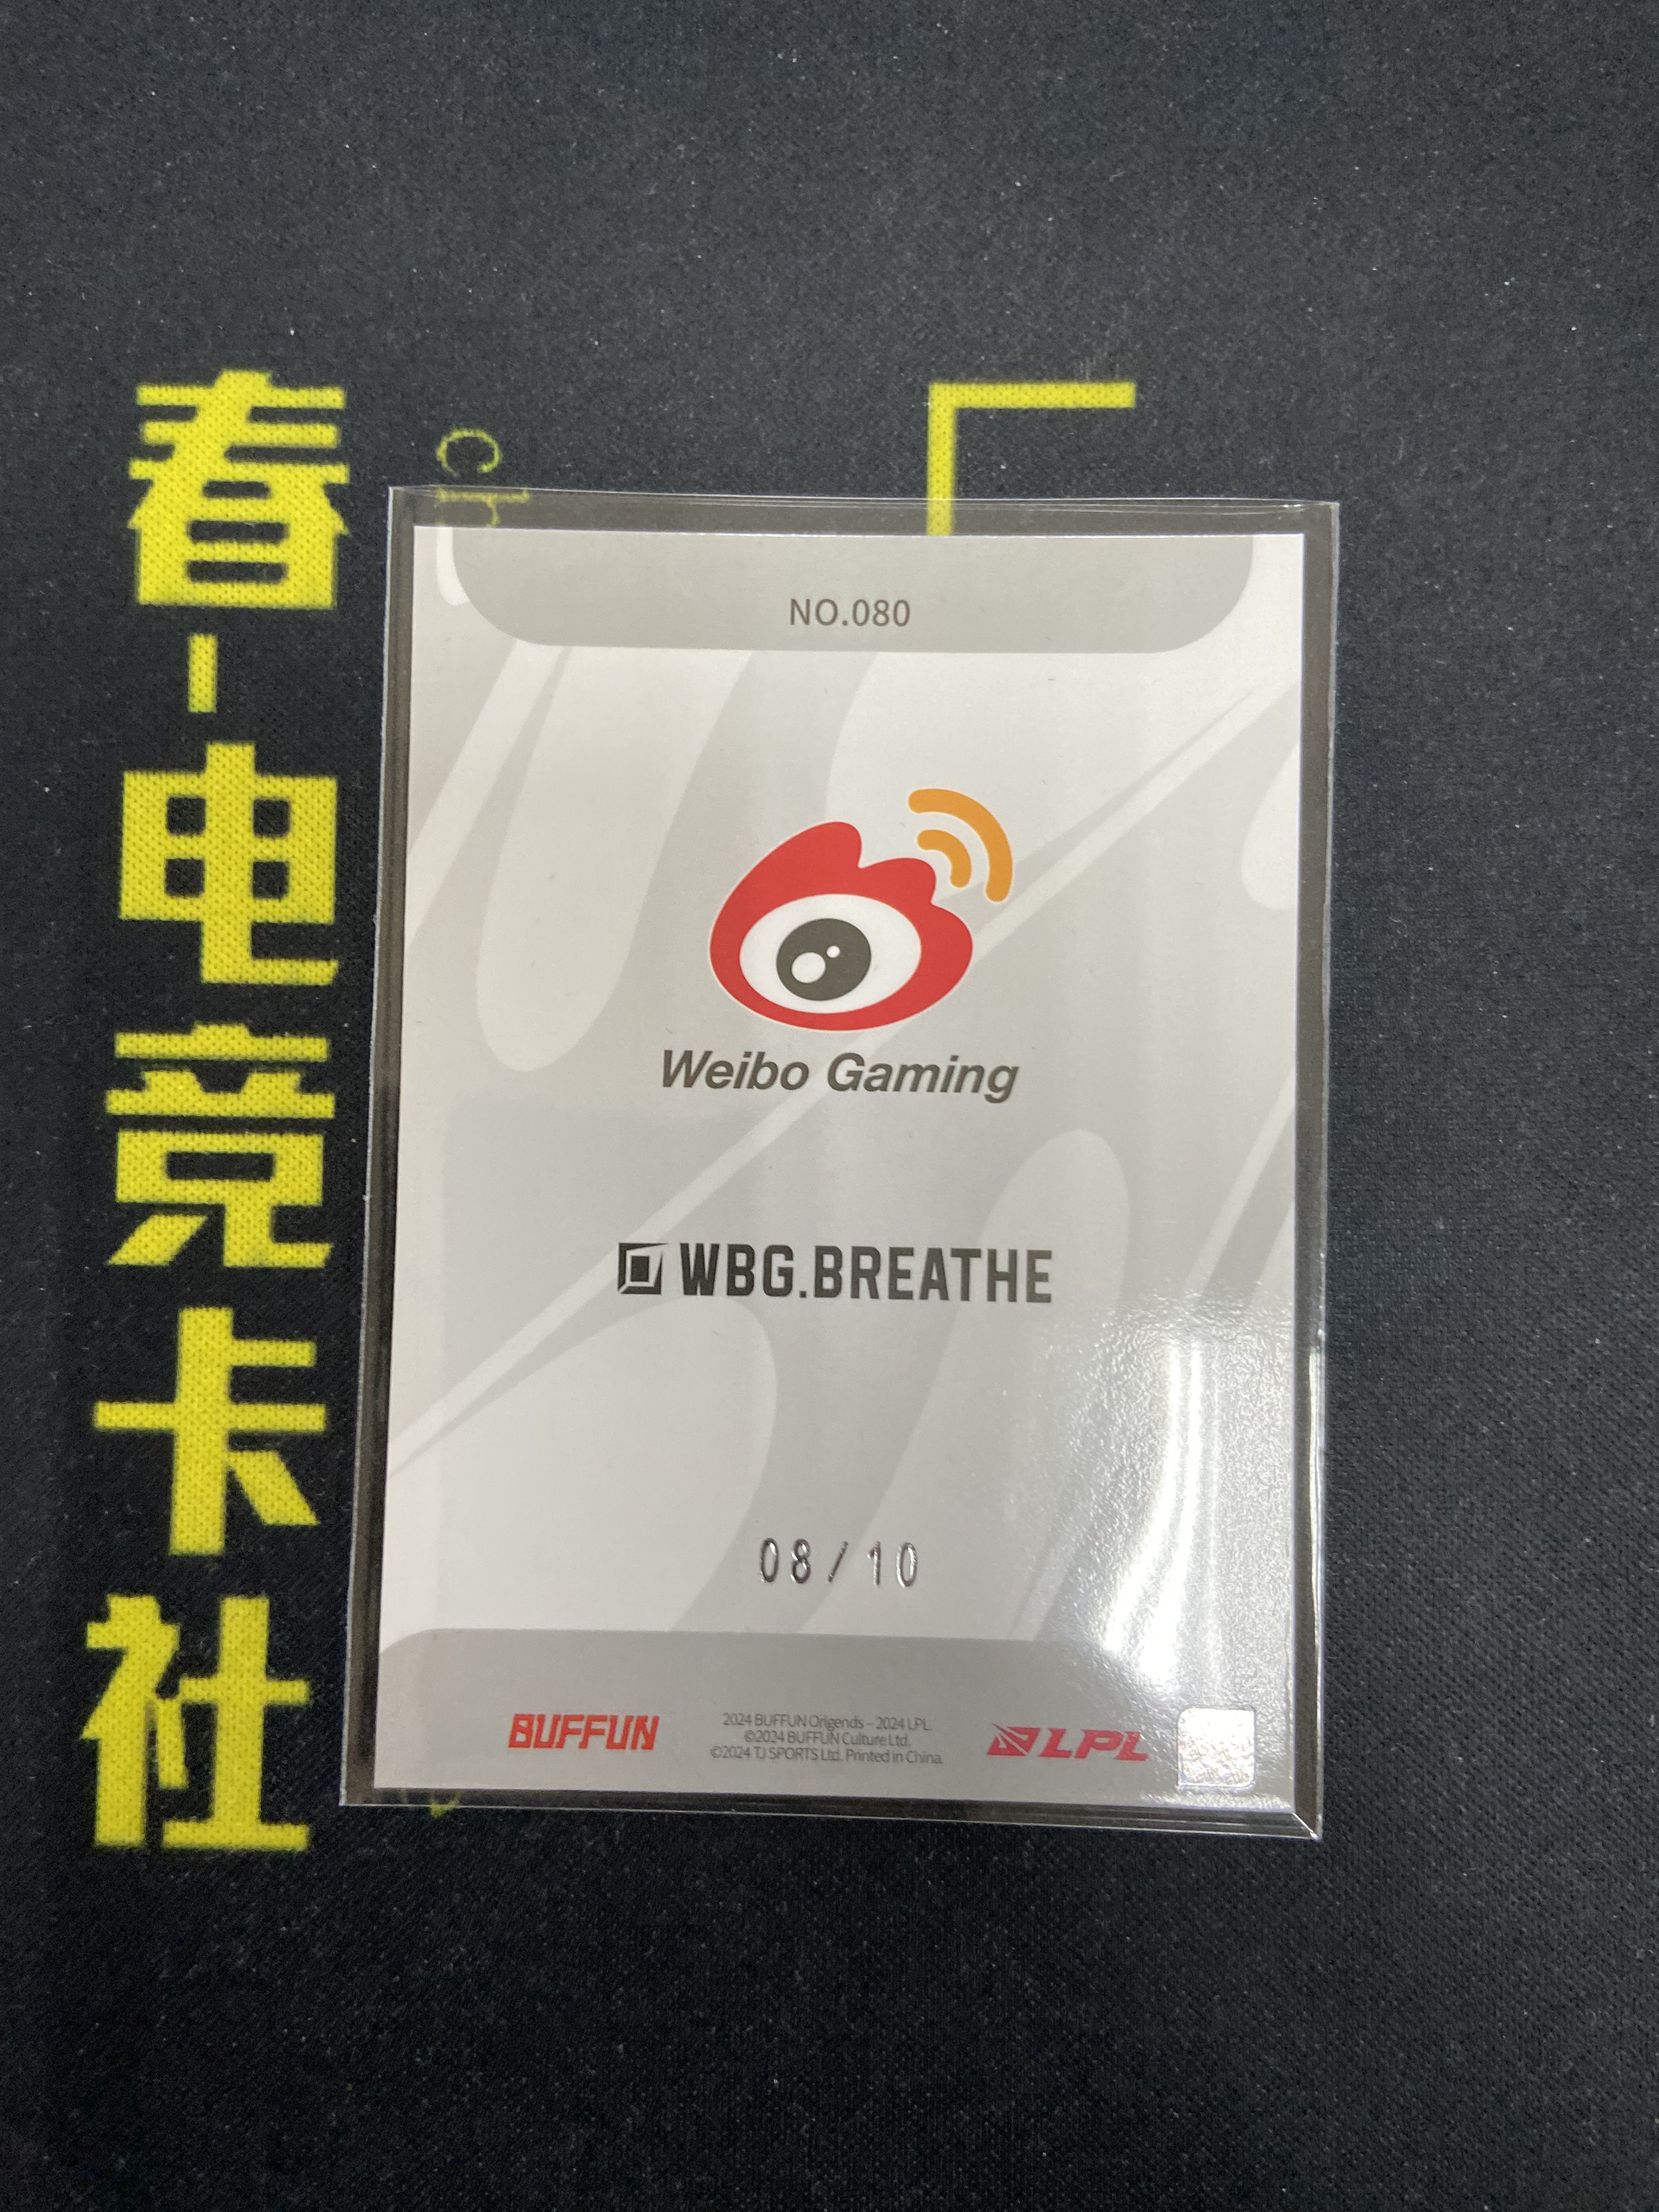 春-电竞卡社
NO.080
Weibo Gaming
WBG.BREATHE
08/10
BUFFUN
2024 BUFFUN Origends - 2024 LPL.
©2024 BUFFUN Culture Ltd.
©2024 TJ SPORTS Ltd. Printed in China.
LPL